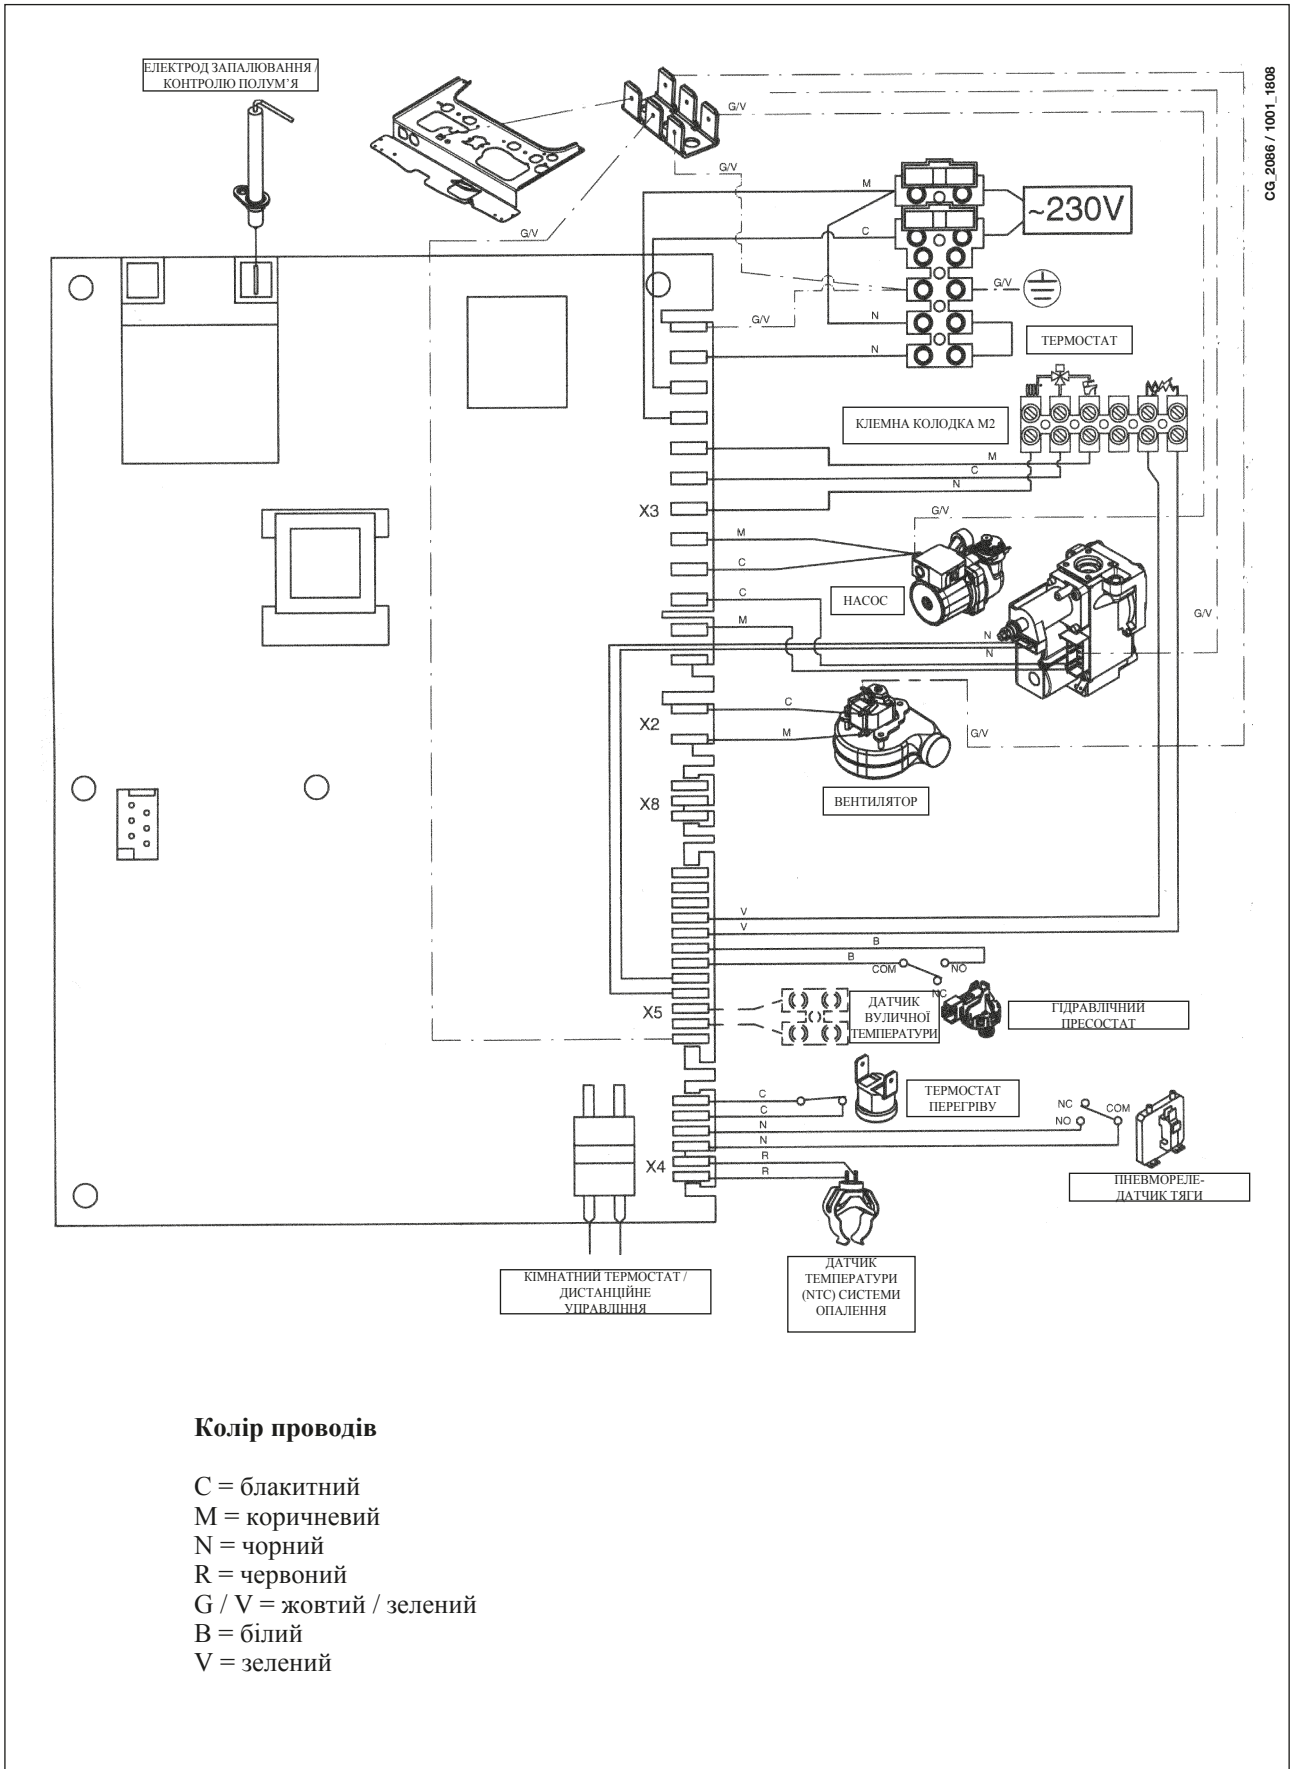 ЕЛЕКТРОД ЗАПАЛЮВАННЯ /
КОНТРОЛЮ ПОЛУМ’Я
CG_2086 / 1001_1808
G/V
G/V
G/V
M
~230V
C
G/V
G/V
N
N
ТЕРМОСТАТ
КЛЕМНА КОЛОДКА М2
M
C
N
X3
G/V
M
C
НАСОС
C
M
G/V
N
N
X2
C
M
G/V
X8
ВЕНТИЛЯТОР
V
V
B
B
COM
NO
NC
X5
ДАТЧИК
ВУЛИЧНОЇ
ТЕМПЕРАТУРИ
ГІДРАВЛІЧНИЙ
ПРЕСОСТАТ
C
C
ТЕРМОСТАТ
ПЕРЕГРІВУ
NC
COM
NO
N
N
X4
R
R
ПНЕВМОРЕЛЕ-
ДАТЧИК ТЯГИ
КІМНАТНИЙ ТЕРМОСТАТ /
ДИСТАНЦІЙНЕ
УПРАВЛІННЯ
ДАТЧИК
ТЕМПЕРАТУРИ
(NTC) СИСТЕМИ
ОПАЛЕННЯ
Колір проводів
C = блакитний
M = коричневий
N = чорний
R = червоний
G / V = жовтий / зелений
B = білий
V = зелений